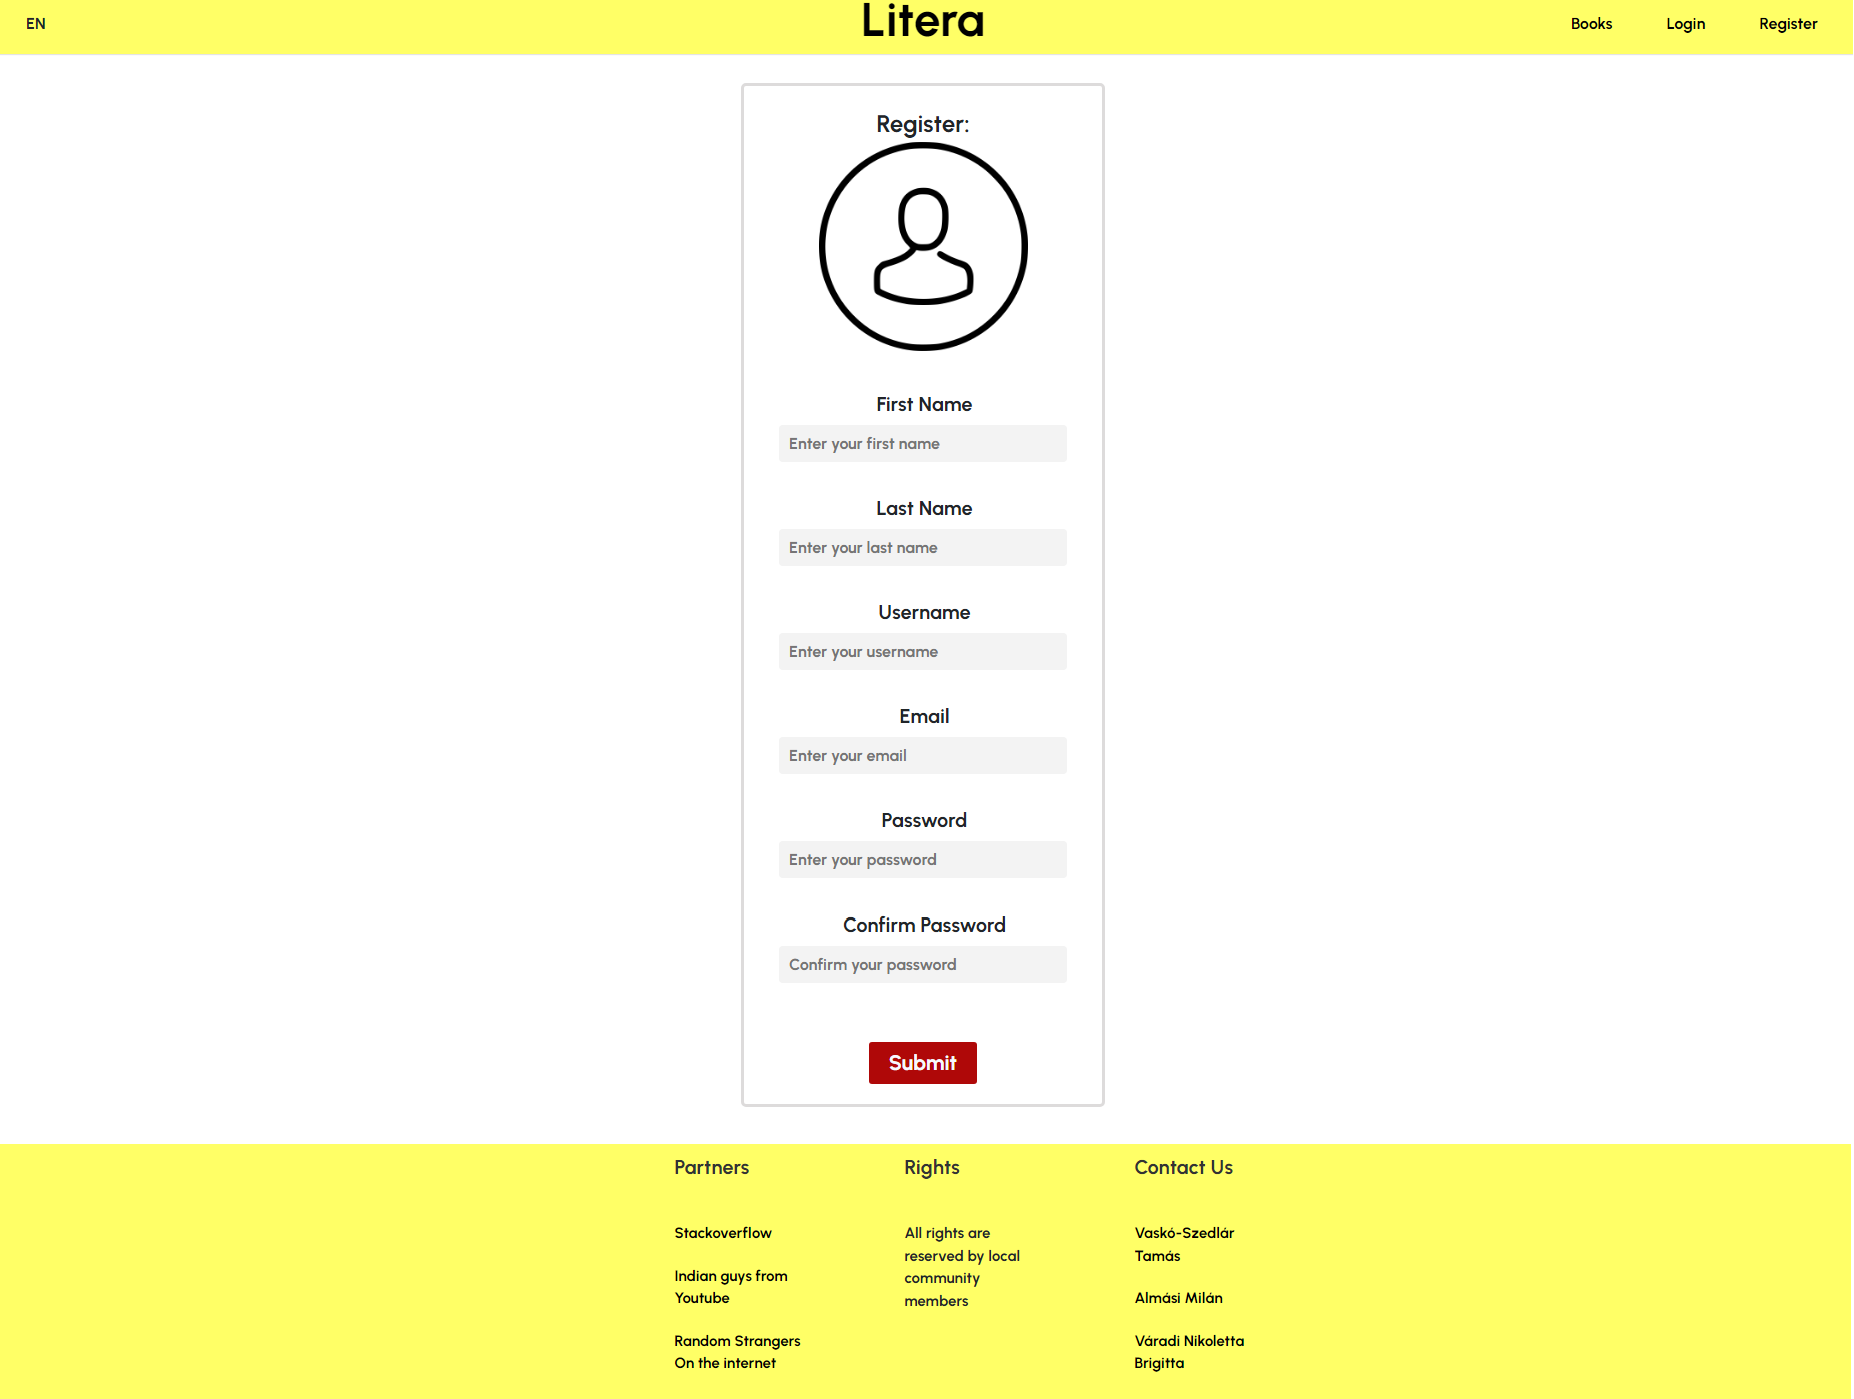 EN
Litera
Books
Login
Register
Register:
First Name
Enter your first name
Last Name
Enter your last name
Username
Enter your username
Email
Enter your email
Password
Enter your password
Confirm Password
Confirm your password
Submit
Partners
Stackoverflow
Indian guys from
Youtube
Random Strangers
On the internet
Rights
All rights are
reserved by local
community
members
Contact Us
Vaskó-Szedlár
Tamás
Almási Milán
Váradi Nikoletta
Brigitta